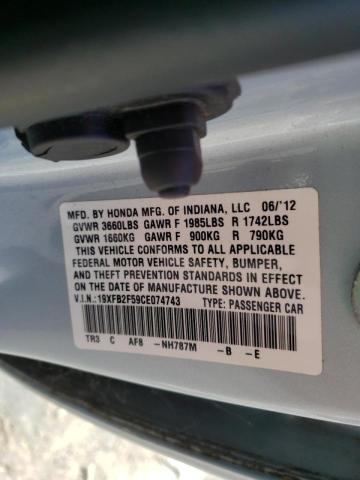 MFD. BY HONDA MFG. OF INDIANA, LLC 06/'12
GVWR 3660LBS GAWR F 1985LBS R 1742LBS
GVWR 1660KG GAWR F 900KG R 790KG
THIS VEHICLE CONFORMS TO ALL APPLICABLE
FEDERAL MOTOR VEHICLE SAFETY, BUMPER,
AND THEFT PREVENTION STANDARDS IN EFFECT
ON THE DATE OF MANUFACTURE SHOWN ABOVE.
V.I.N.:19XFB2F59CE074743 TYPE: PASSENGER CAR
TR3 C AF8 -NH787M -B -E